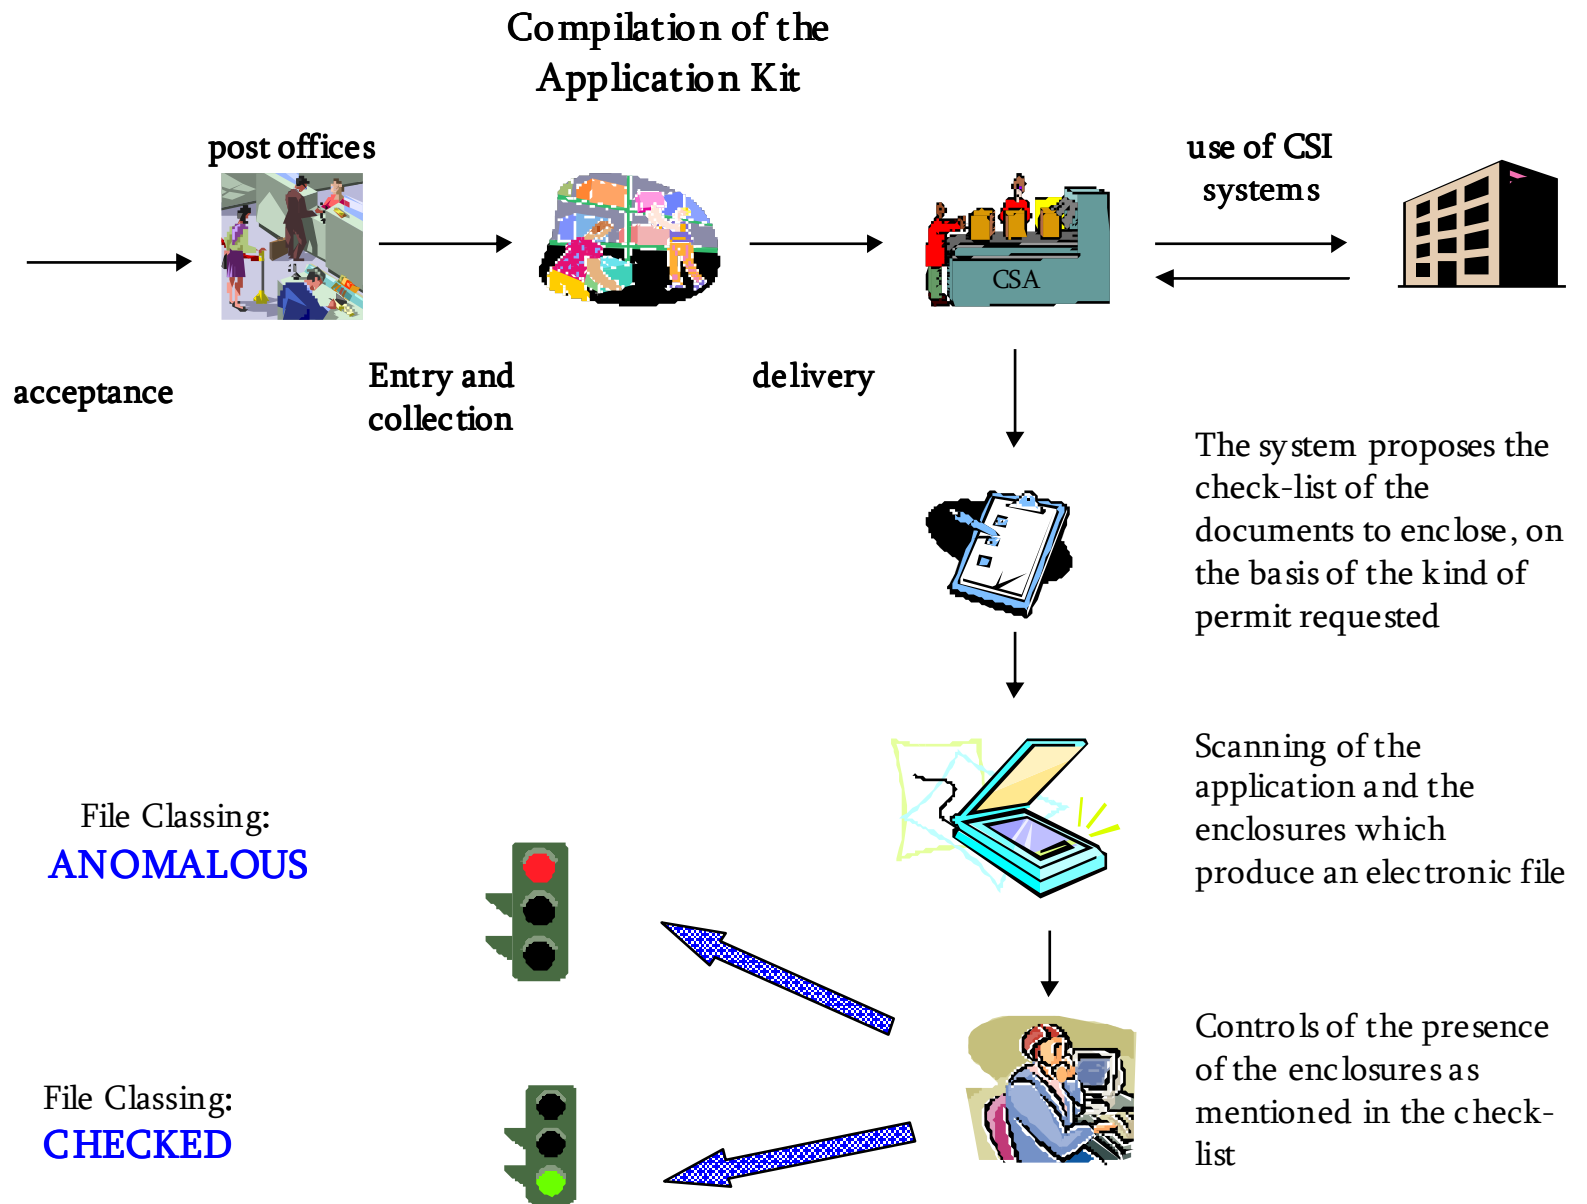 Compilation of the
Application Kit
post offices
use of CSI
systems
CSA
acceptance
Entry and
collection
delivery
The system proposes the
check-list of the
documents to enclose, on
the basis of the kind of
permit requested
Scanning of the
application and the
enclosures which
produce an electronic file
File Classing:
ANOMALOUS
Controls of the presence
of the enclosures as
mentioned in the check-
list
File Classing:
CHECKED